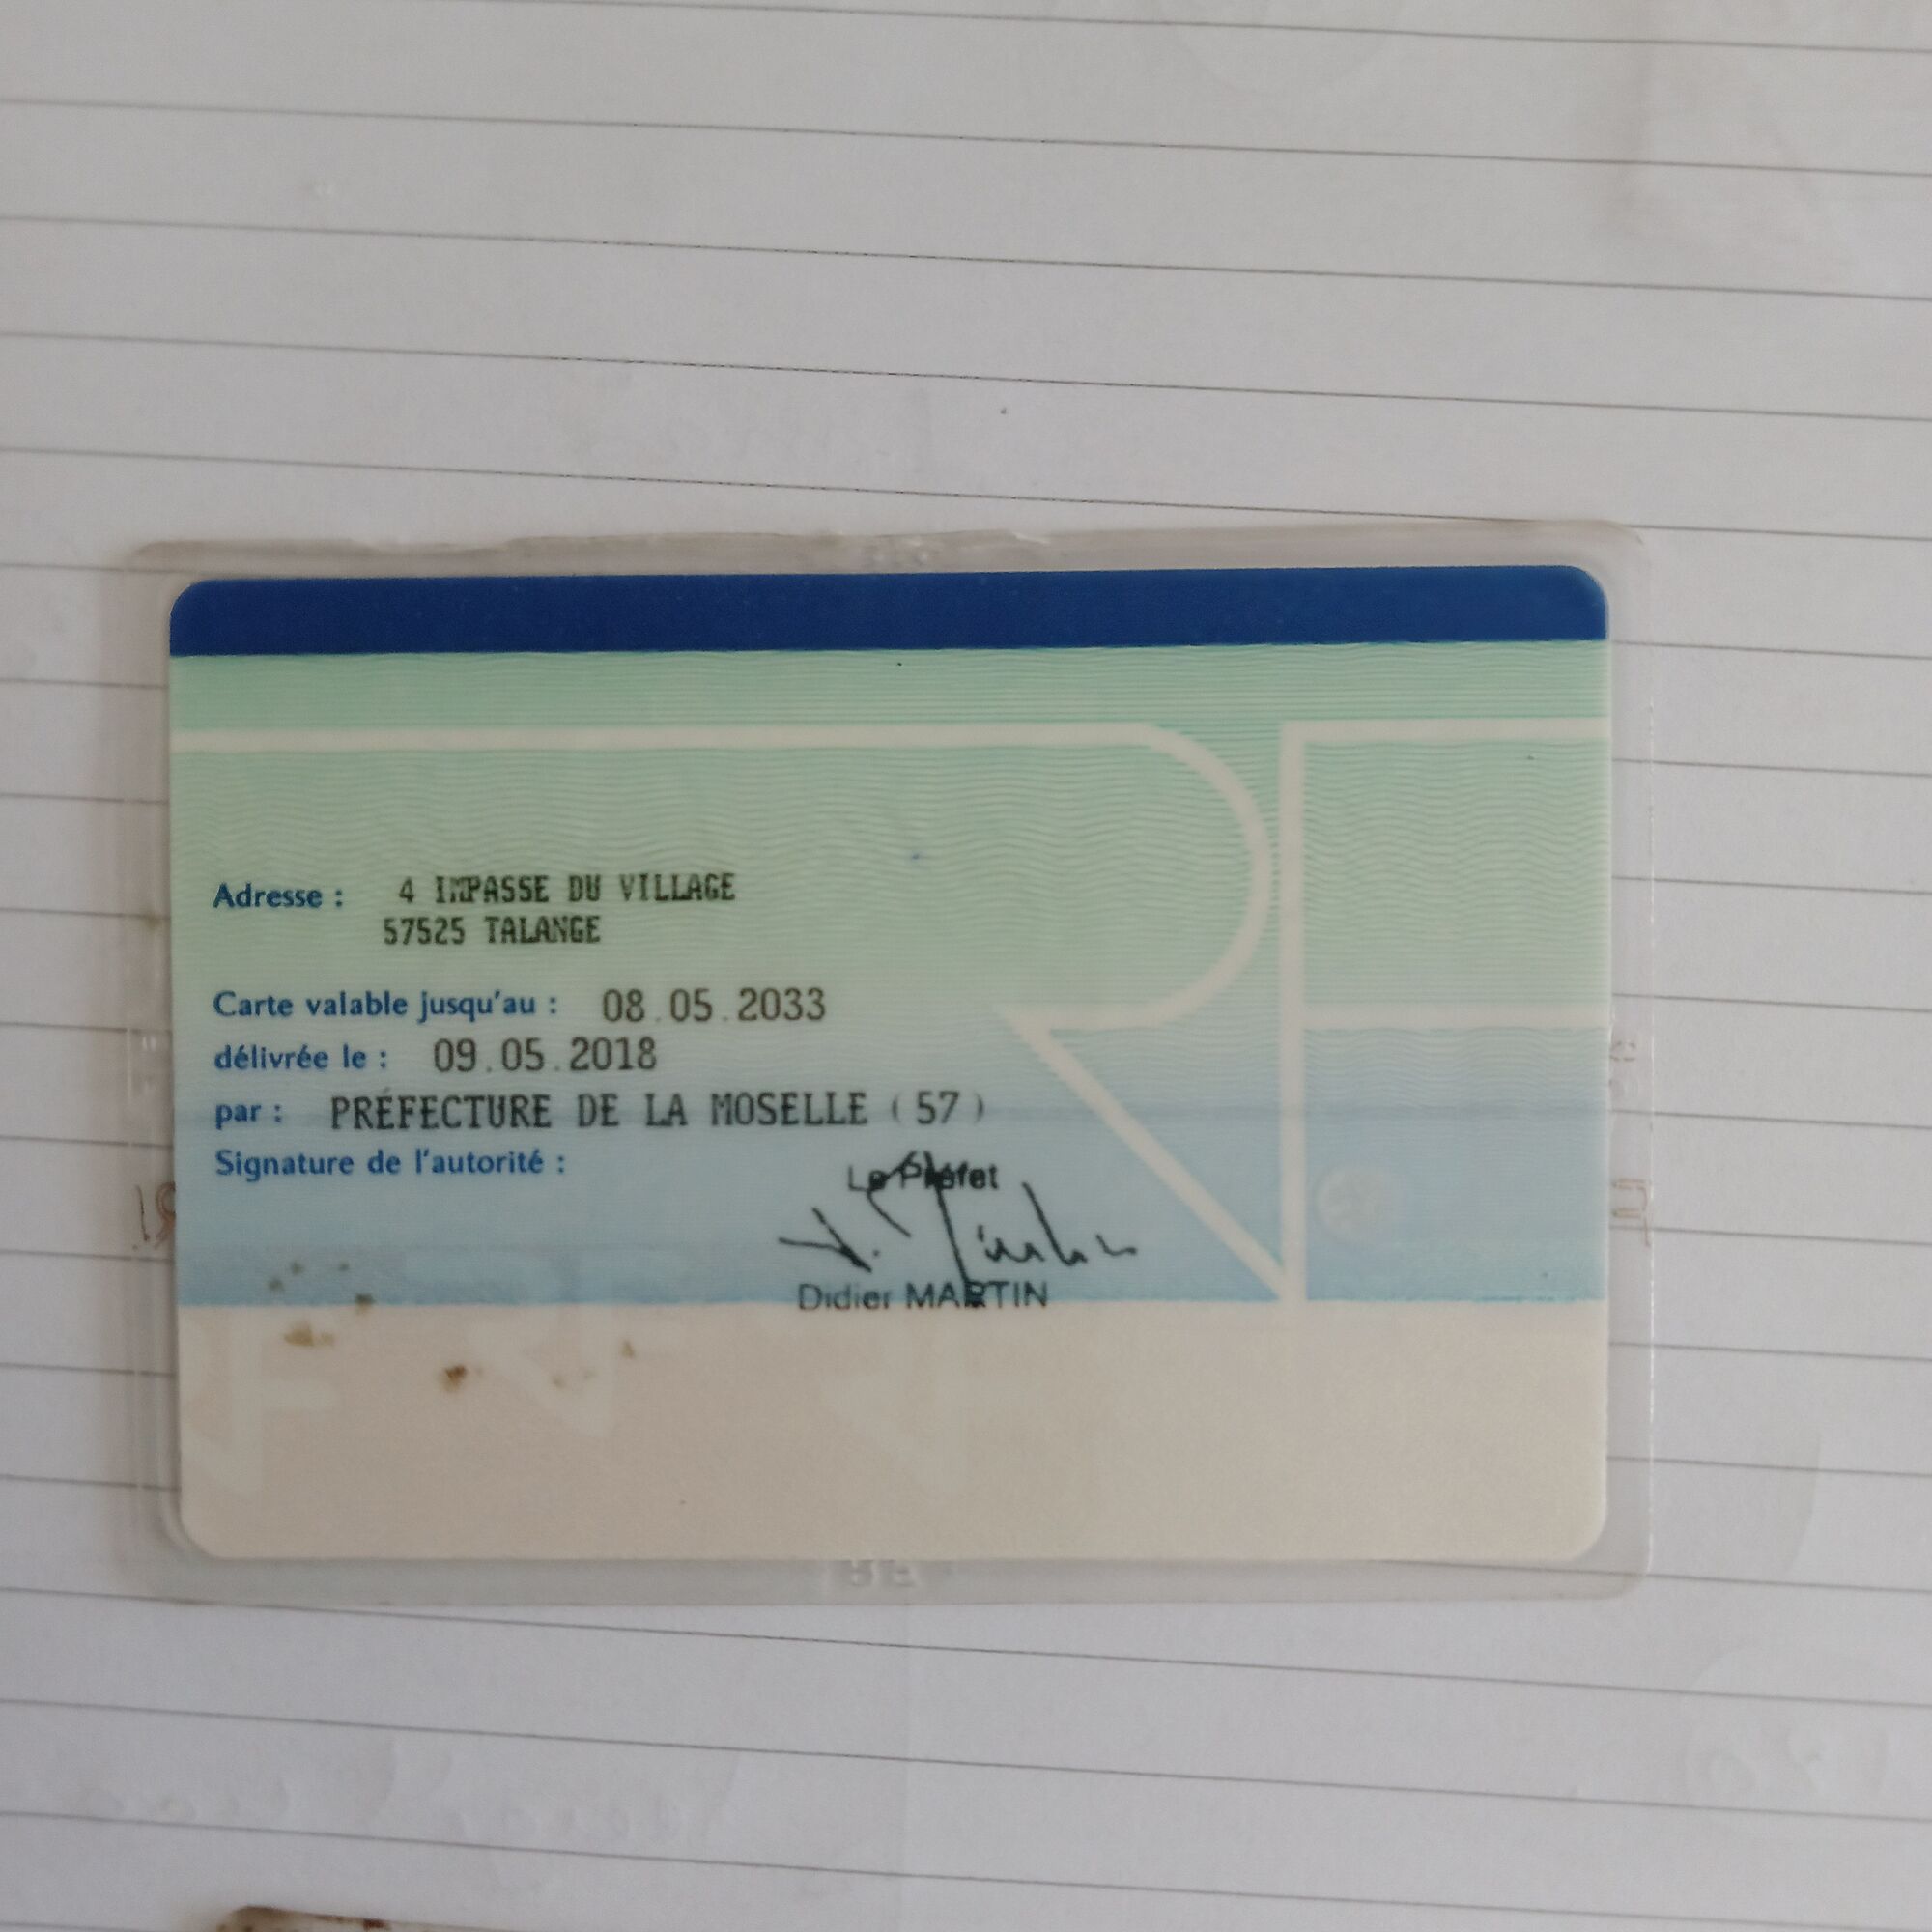 Adresse : 4 IMPASSE DU VILLAGE
57525 TALANGE
Carte valable jusqu'au : 08.05.2033
délivrée le : 09.05.2018
par : PRÉFECTURE DE LA MOSELLE (57)
Signature de l'autorité :
Le Préfet
Didier MARTIN
RF